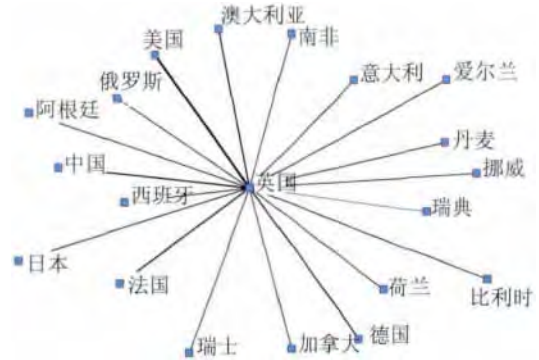 澳大利亚
美国
南非
俄罗斯
意大利
爱尔兰
阿根廷
丹麦
中国
挪威
英国
西班牙
瑞典
日本
法国
荷兰
比利时
瑞士
加拿大
德国